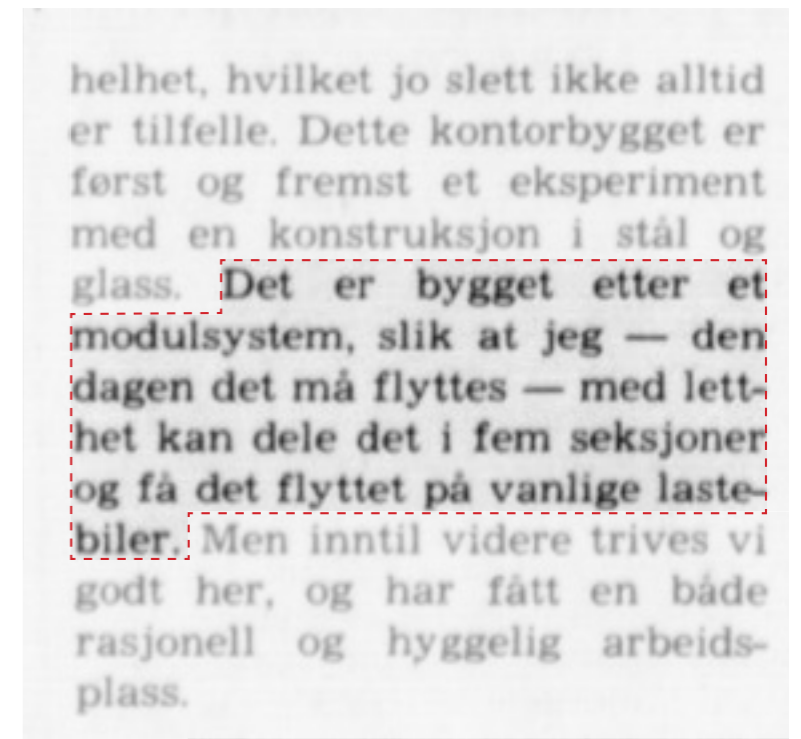 helhet, hvilket jo slett ikke alltid
er tilfelle. Dette kontorbygget er
først og fremst et eksperiment
med en konstruksjon i stål og
glass. Det er bygget etter et
modulsystem, slik at jeg — den
dagen det må flyttes — med lett-
het kan dele det i fem seksjoner
og få det flyttet på vanlige laste-
biler. Men inntil videre trives vi
godt her, og har fått en både
rasjonell og hyggelig arbeids-
plass.